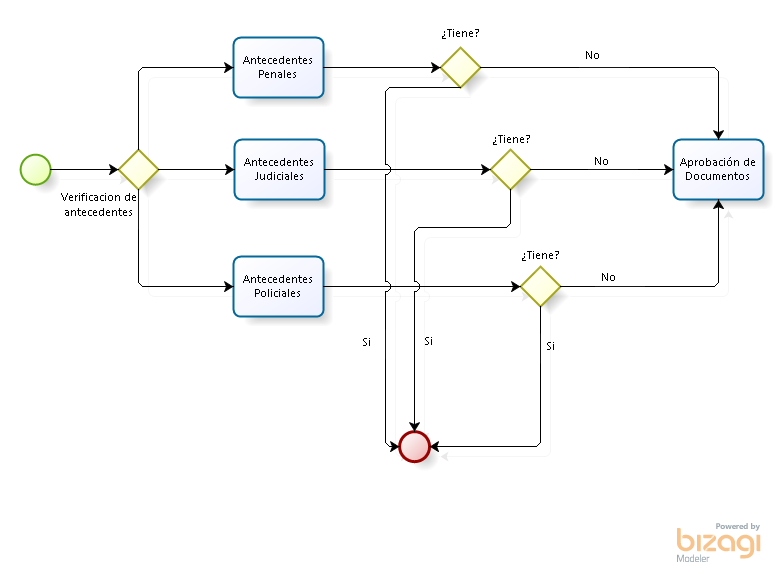 ¿Tiene?
Antecedentes
Penales
No
¿Tiene?
Antecedentes
Judiciales
No
Aprobación de
Documentos
Verificacion de
antecedentes
¿Tiene?
Antecedentes
Policiales
No
Si
Si
Si
Powered by
bizagi
Modeler